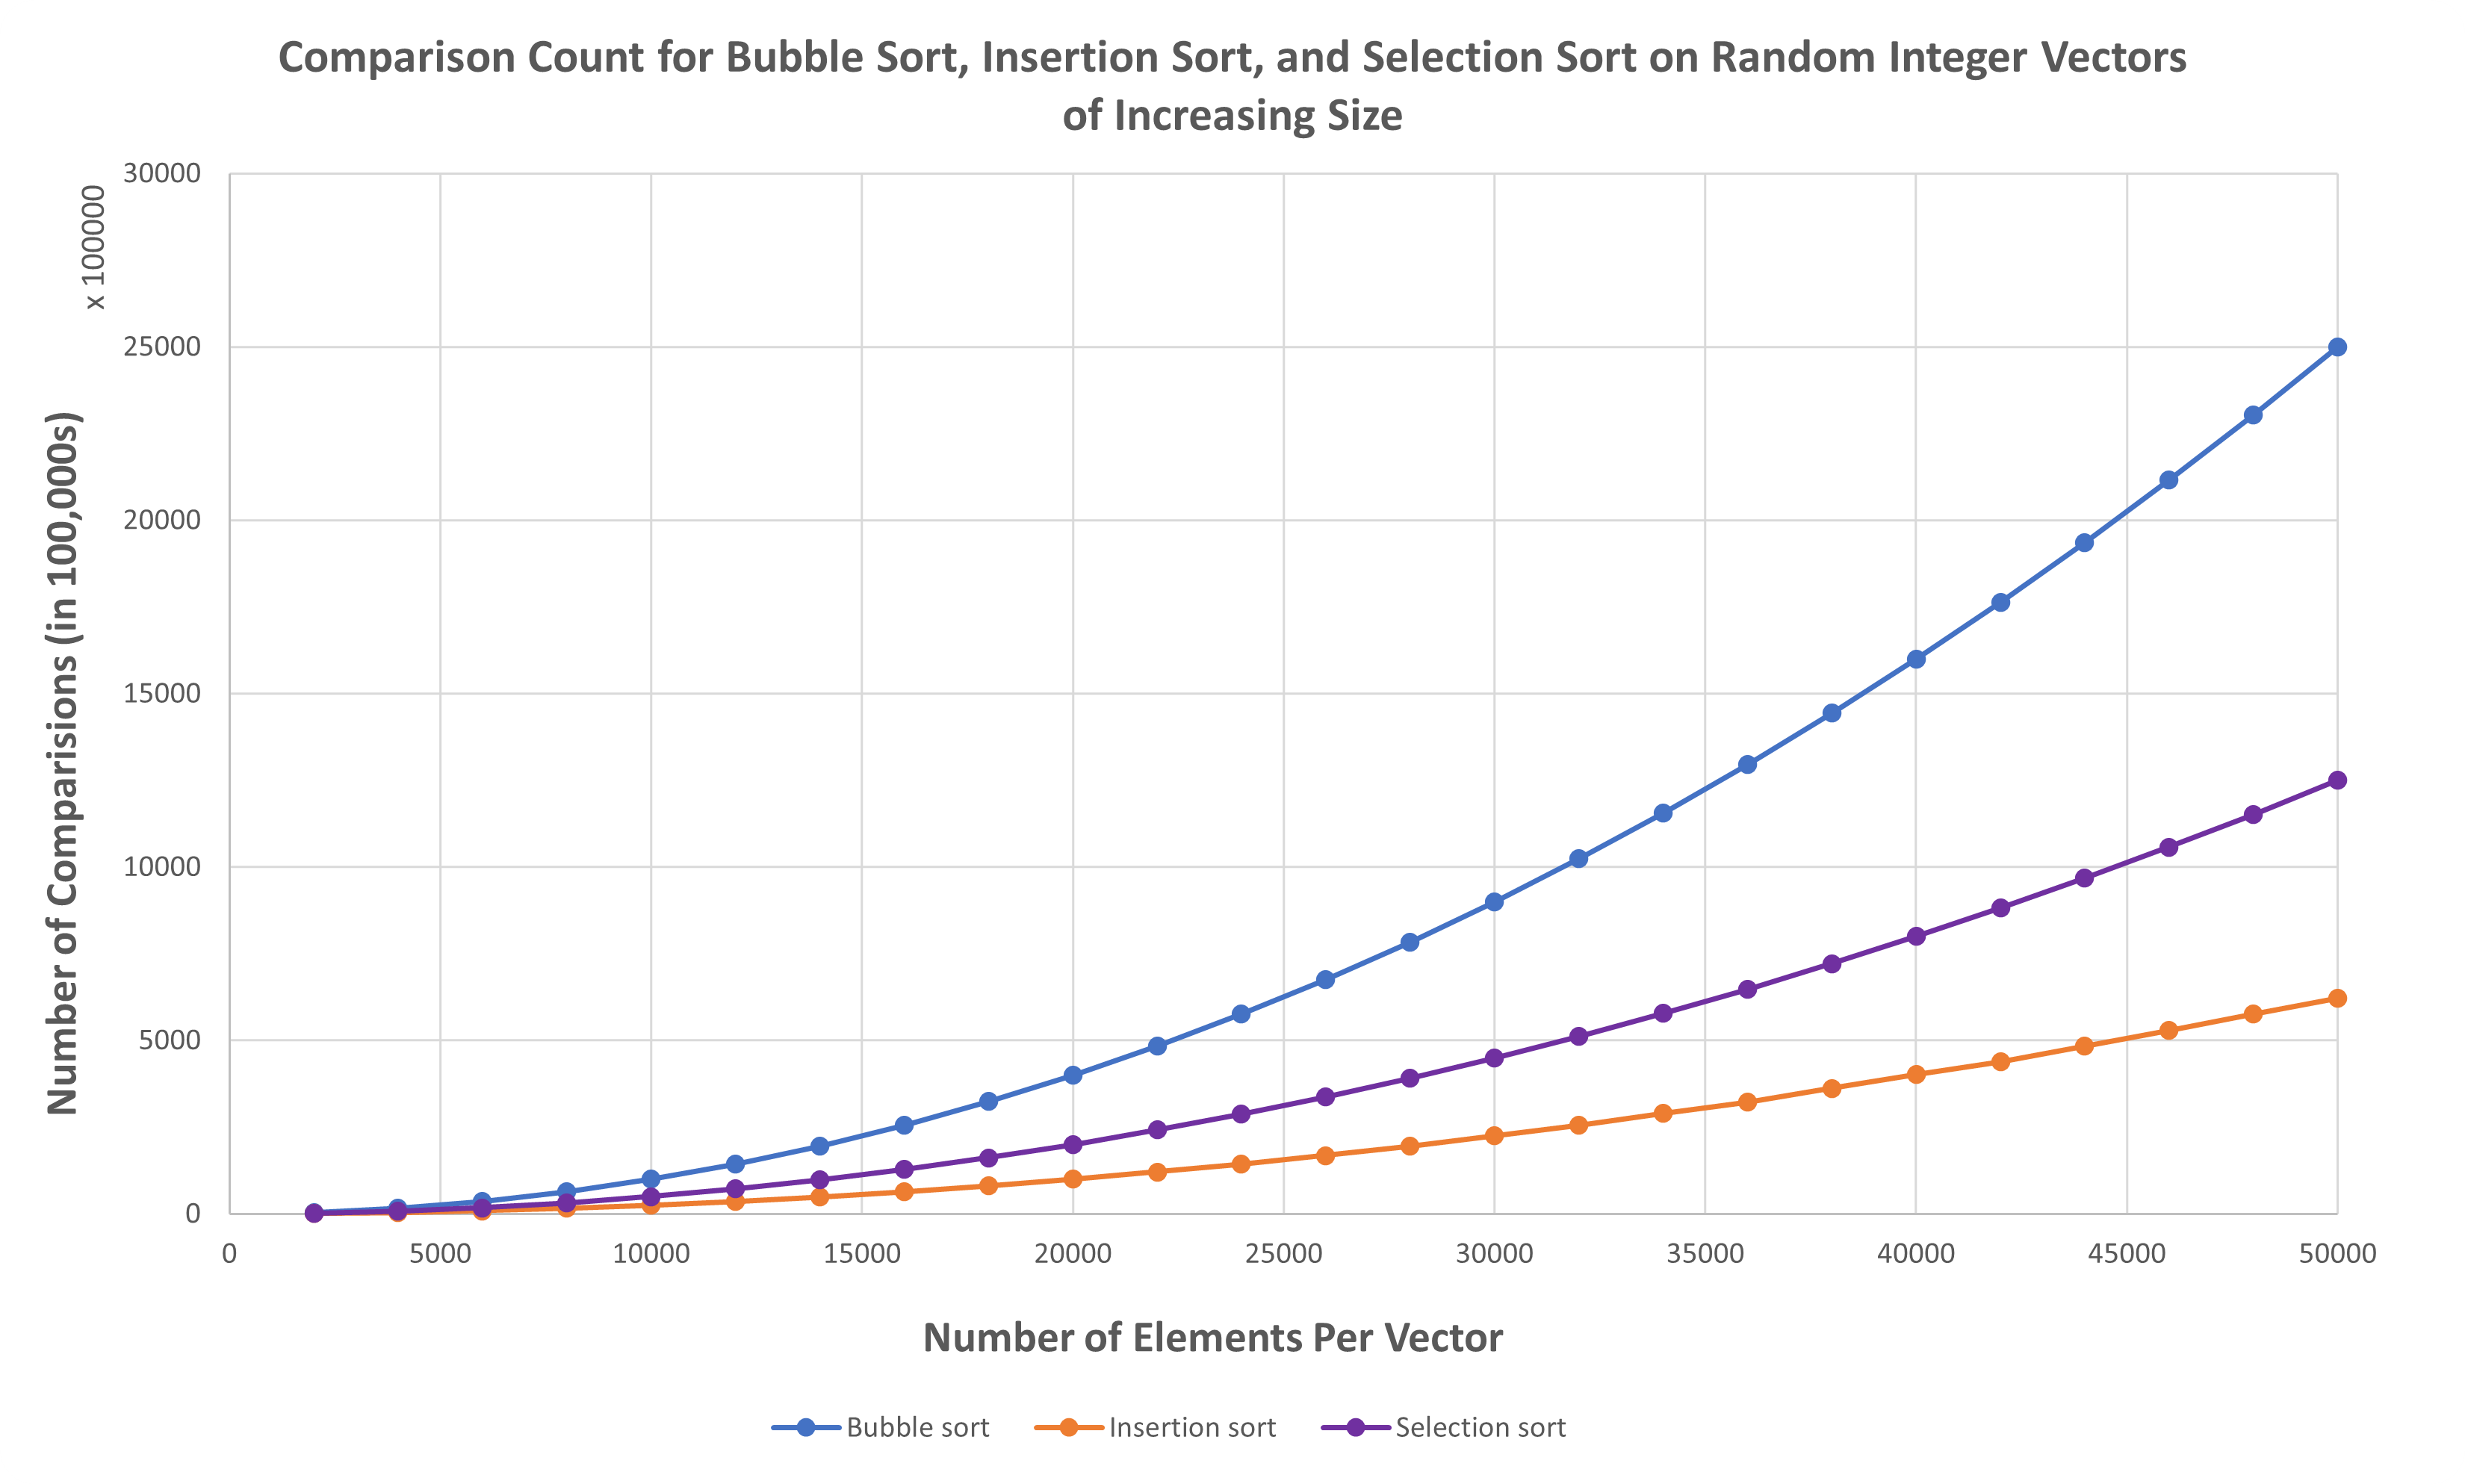 Comparison Count for Bubble Sort, Insertion Sort, and Selection Sort on Random Integer Vectors
of Increasing Size
x 100000
30000
25000
20000
15000
10000
5000
0
Number of Comparisions (in 100,000s)
0 5000 10000 15000 20000 25000 30000 35000 40000 45000 50000
Number of Elements Per Vector
Bubble sort Insertion sort Selection sort